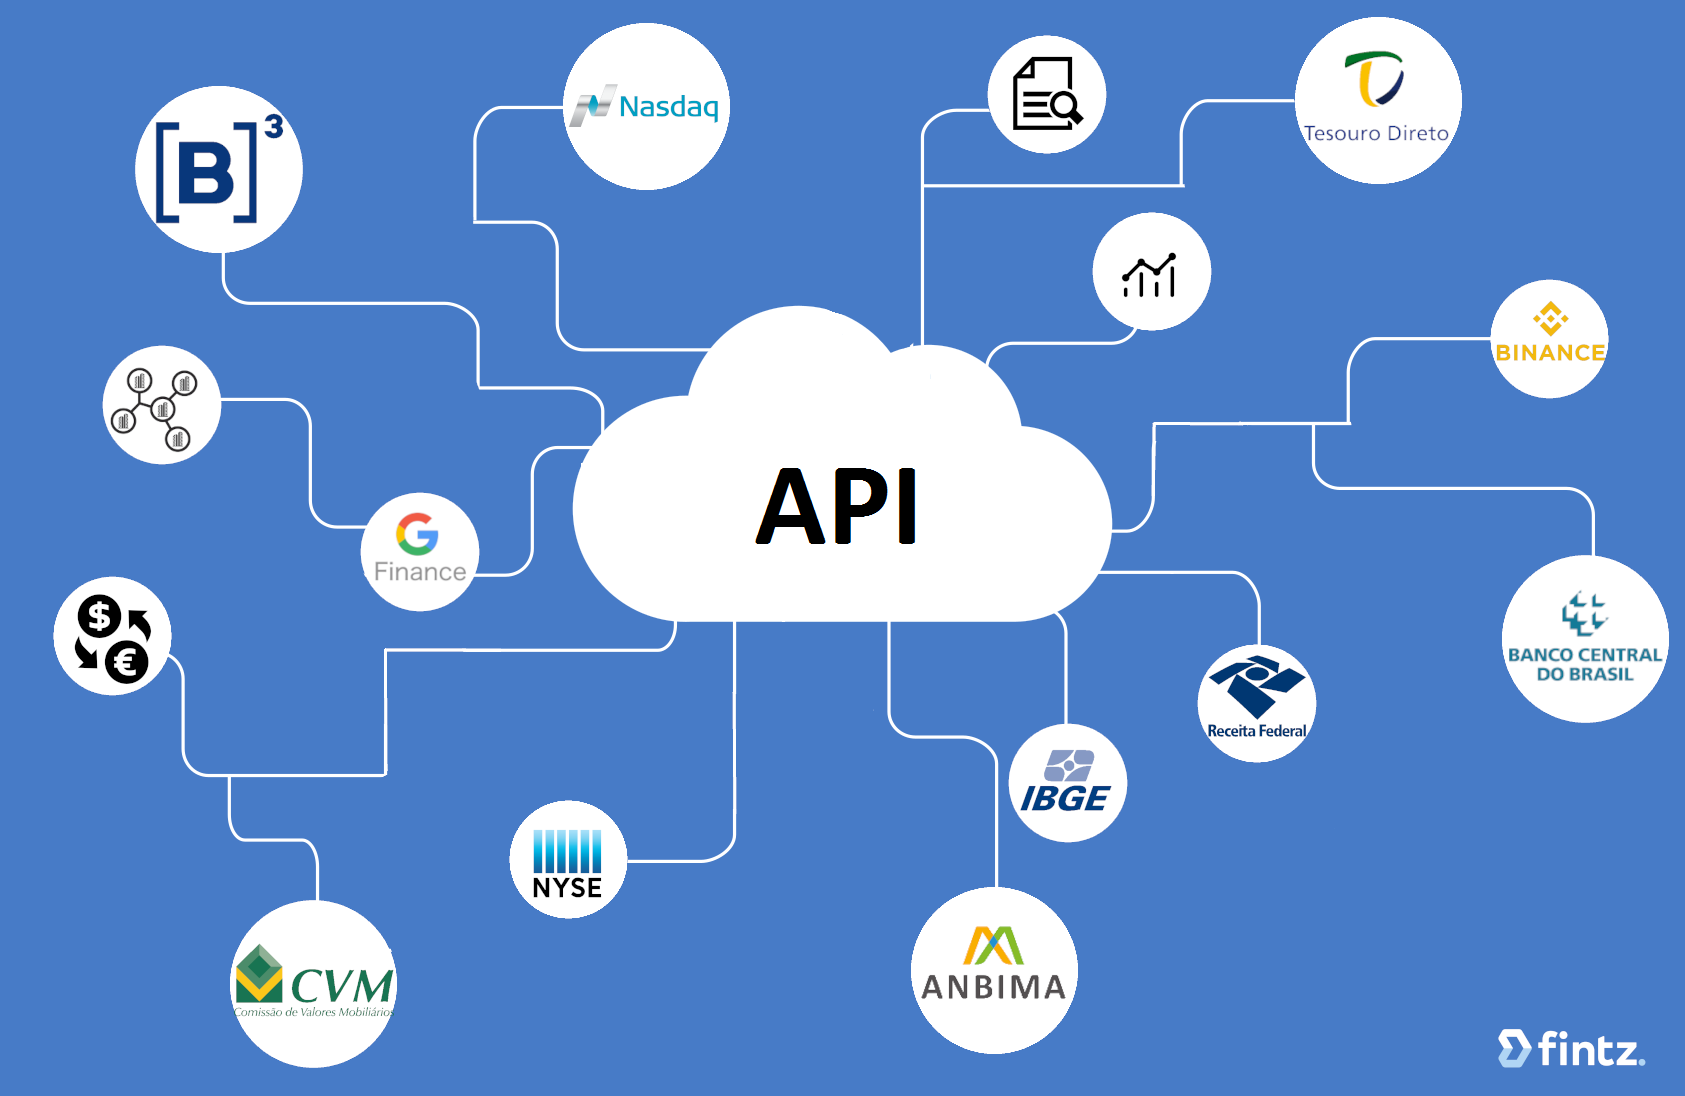 Nasdaq
Tesouro Direto
[B]³
BINANCE
API
G
Finance
$
€
BANCO CENTRAL
DO BRASIL
Receita Federal
IBGE
NYSE
ANBIMA
CVM
Comissão de Valores Mobiliários
fintz.